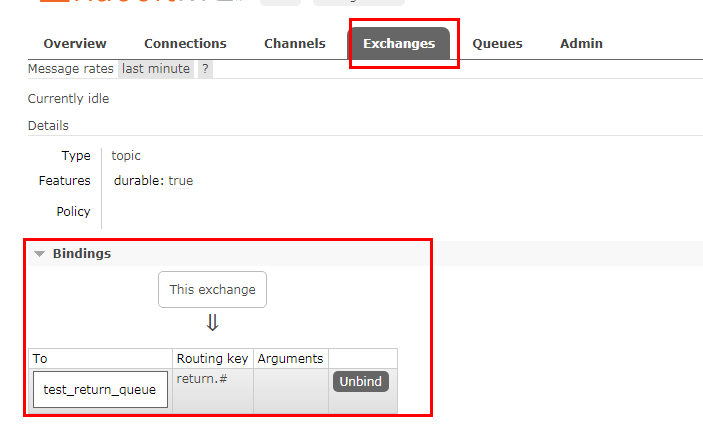 Overview Connections Channels Exchanges Queues Admin
Message rates last minute ?
Currently idle
Details
Type topic
Features durable: true
Policy
Bindings
This exchange
⇓
To Routing key Arguments
test_return_queue return.# Unbind